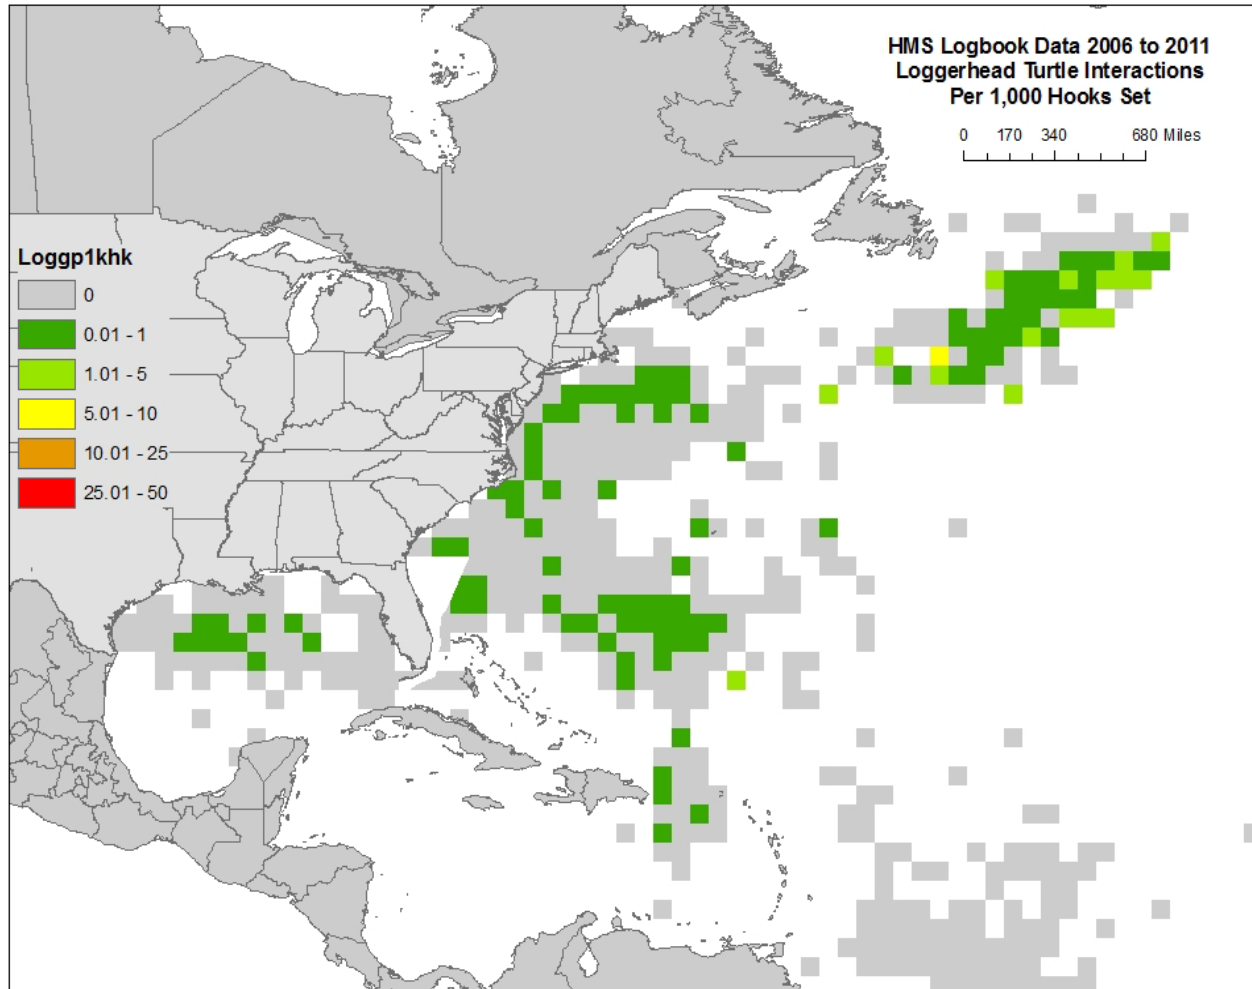 HMS Logbook Data 2006 to 2011
Loggerhead Turtle Interactions
Per 1,000 Hooks Set
0 170 340 680 Miles
Loggp1khk
0
0.01 - 1
1.01 - 5
5.01 - 10
10.01 - 25
25.01 - 50